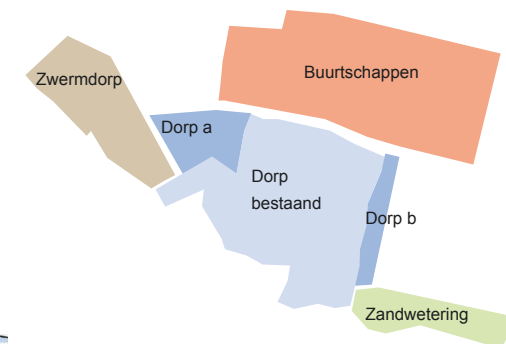 Buurtschappen
Zwermdorp
Dorp a
Dorp
bestaand
Dorp b
Zandwetering